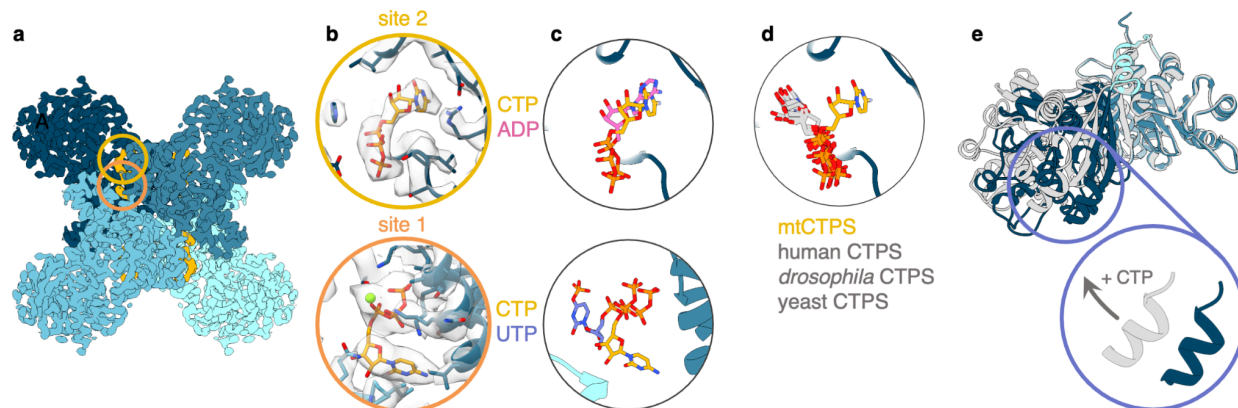 a
A
b
site 2
site 1
c
CTP
ADP
CTP
UTP
d
mtCTPS
human CTPS
drosophila CTPS
yeast CTPS
e
+ CTP